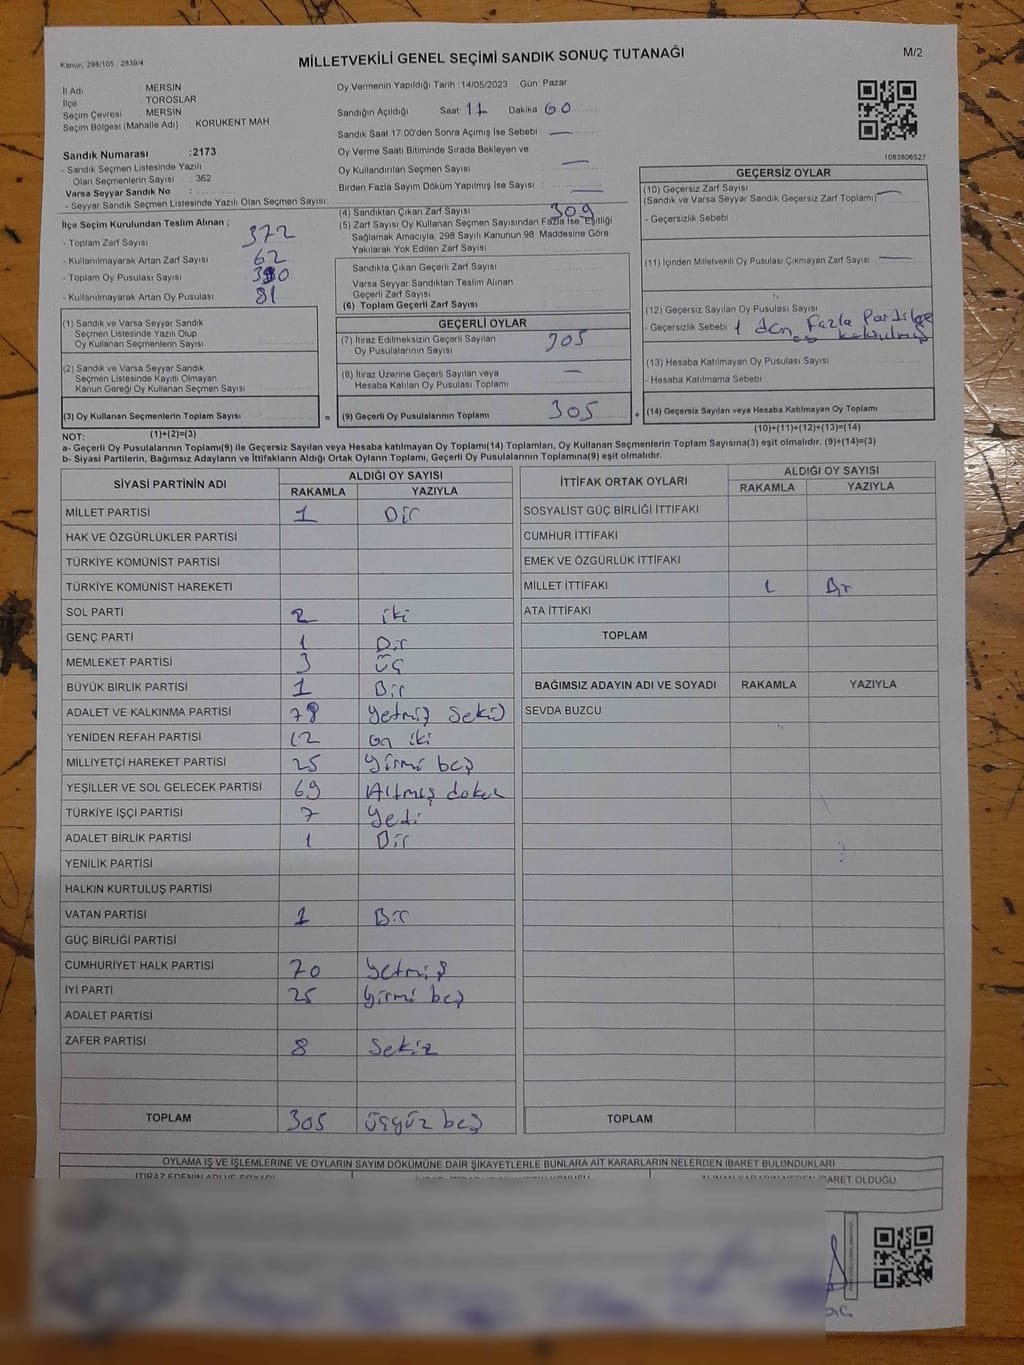 Kanun, 298/105 , 2839/4
MİLLETVEKİLİ GENEL SEÇİMİ SANDIK SONUÇ TUTANAĞI
M/2
İl Adı : MERSİN
İlçe : TOROSLAR
Seçim Çevresi : MERSİN
Seçim Bölgesi (Mahalle Adı) : KORUKENT MAH.
Oy Vermenin Yapıldığı Tarih :14/05/2023 Gün: Pazar
Sandığın Açıldığı Saat: 17 Dakika 00
Sandık Saat 17:00'den Sonra Açımış İse Sebebi : —
Oy Verme Saati Bitiminde Sırada Bekleyen ve
Oy Kullandırılan Seçmen Sayısı : —
Birden Fazla Sayım Döküm Yapılmış İse Sayısı : —
1083806527
Sandık Numarası :2173
- Sandık Seçmen Listesinde Yazılı
Olan Seçmenlerin Sayısı : 362
Varsa Seyyar Sandık No :
- Seyyar Sandık Seçmen Listesinde Yazılı Olan Seçmen Sayısı:
İlçe Seçim Kurulundan Teslim Alınan ;
- Toplam Zarf Sayısı 372
- Kullanılmayarak Artan Zarf Sayısı 62
- Toplam Oy Pusulası Sayısı
- Kullanılmayarak Artan Oy Pusulası 81
(4) Sandıktan Çıkan Zarf Sayısı 309
(5) Zarf Sayısı Oy Kullanan Seçmen Sayısından Fazla İse, Eşitliği
Sağlamak Amacıyla, 298 Sayılı Kanunun 98. Maddesine Göre
Yakılarak Yok Edilen Zarf Sayısı
Sandıkta Çıkan Geçerli Zarf Sayısı
Varsa Seyyar Sandıktan Teslim Alınan
Geçerli Zarf Sayısı
(6) Toplam Geçerli Zarf Sayısı
GEÇERSİZ OYLAR
(10) Geçersiz Zarf Sayısı
(Sandık ve Varsa Seyyar Sandık Geçersiz Zarf Toplamı) —
- Geçersizlik Sebebi
(11) İçinden Milletvekili Oy Pusulası Çıkmayan Zarf Sayısı —
(12) Geçersiz Sayılan Oy Pusulası Sayısı
- Geçersizlik Sebebi 1 den fazla
(13) Hesaba Katılmayan Oy Pusulası Sayısı
- Hesaba Katılmama Sebebi
(14) Geçersiz Sayılan veya Hesaba Katılmayan Oy Toplamı
(10)+(11)+(12)+(13)=(14)
(1) Sandık ve Varsa Seyyar Sandık
Seçmen Listesinde Yazılı Olup
Oy Kullanan Seçmenlerin Sayısı
(2) Sandık ve Varsa Seyyar Sandık
Seçmen Listesinde Kayıtlı Olmayan
Kanun Gereği Oy Kullanan Seçmen Sayısı
(3) Oy Kullanan Seçmenlerin Toplam Sayısı =
(1)+(2)=(3)
GEÇERLİ OYLAR
(7) İtiraz Edilmeksizin Geçerli Sayılan
Oy Pusulalarının Sayısı 305
(8) İtiraz Üzerine Geçerli Sayılan veya
Hesaba Katılan Oy Pusulası Toplamı —
(9) Geçerli Oy Pusulalarının Toplamı 305 +
NOT:
a- Geçerli Oy Pusulalarının Toplamı(9) ile Geçersiz Sayılan veya Hesaba katılmayan Oy Toplamı(14) Toplamları, Oy Kullanan Seçmenlerin Toplam Sayısına(3) eşit olmalıdır. (9)+(14)=(3)
b- Siyasi Partilerin, Bağımsız Adayların ve İttifakların Aldığı Ortak Oyların Toplamı, Geçerli Oy Pusulalarının Toplamına(9) eşit olmalıdır.
SİYASİ PARTİNİN ADI ALDIĞI OY SAYISI
RAKAMLA YAZIYLA
MİLLET PARTİSİ 1 Bir
HAK VE ÖZGÜRLÜKLER PARTİSİ
TÜRKİYE KOMÜNİST PARTİSİ
TÜRKİYE KOMÜNİST HAREKETİ
SOL PARTİ 2 iki
GENÇ PARTİ 1 Bir
MEMLEKET PARTİSİ 3 Üç
BÜYÜK BİRLİK PARTİSİ 1 Bir
ADALET VE KALKINMA PARTİSİ 78 Yetmiş Sekiz
YENİDEN REFAH PARTİSİ 12 on iki
MİLLİYETÇİ HAREKET PARTİSİ 25 Yirmi beş
YEŞİLLER VE SOL GELECEK PARTİSİ 69 Altmış dokuz
TÜRKİYE İŞÇİ PARTİSİ 7 Yedi
ADALET BİRLİK PARTİSİ 1 Bir
YENİLİK PARTİSİ
HALKIN KURTULUŞ PARTİSİ
VATAN PARTİSİ 1 Bir
GÜÇ BİRLİĞİ PARTİSİ
CUMHURİYET HALK PARTİSİ 70 Yetmiş
İYİ PARTİ 25 Yirmi beş
ADALET PARTİSİ
ZAFER PARTİSİ 8 Sekiz
TOPLAM 305 Üçyüz beş
İTTİFAK ORTAK OYLARI ALDIĞI OY SAYISI
RAKAMLA YAZIYLA
SOSYALİST GÜÇ BİRLİĞİ İTTİFAKI
CUMHUR İTTİFAKI
EMEK VE ÖZGÜRLÜK İTTİFAKI
MİLLET İTTİFAKI 1 Bir
ATA İTTİFAKI
TOPLAM
BAĞIMSIZ ADAYIN ADI VE SOYADI RAKAMLA YAZIYLA
SEVDA BUZCU
TOPLAM
OYLAMA İŞ VE İŞLEMLERİNE VE OYLARIN SAYIM DÖKÜMÜNE DAİR ŞİKAYETLERLE BUNLARA AİT KARARLARIN NELERDEN İBARET BULUNDUKLARI
İTİRAZ EDENİN ADI VE SOYADI
İBARET OLDUĞU